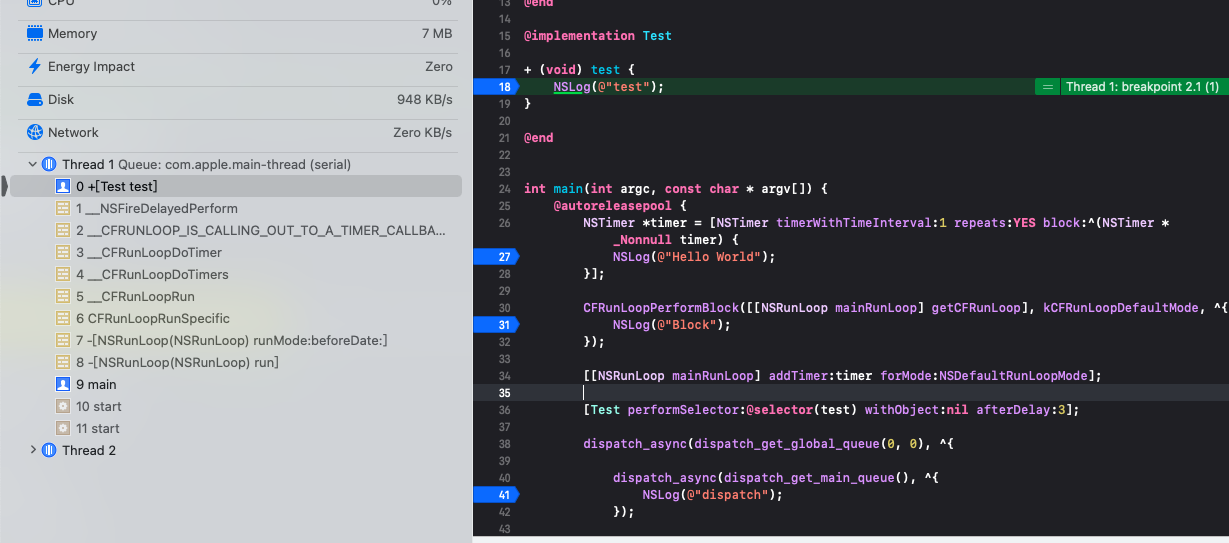 CPU 0%
Memory 7 MB
Energy Impact Zero
Disk 948 KB/s
Network Zero KB/s
Thread 1 Queue: com.apple.main-thread (serial)
0 +[Test test]
1 __NSFireDelayedPerform
2 __CFRUNLOOP_IS_CALLING_OUT_TO_A_TIMER_CALLBA...
3 __CFRunLoopDoTimer
4 __CFRunLoopDoTimers
5 __CFRunLoopRun
6 CFRunLoopRunSpecific
7 -[NSRunLoop(NSRunLoop) runMode:beforeDate:]
8 -[NSRunLoop(NSRunLoop) run]
9 main
10 start
11 start
Thread 2
13 @end
14
15 @implementation Test
16
17 + (void) test {
18 NSLog(@"test"); = Thread 1: breakpoint 2.1 (1)
19 }
20
21 @end
22
23
24 int main(int argc, const char * argv[]) {
25 @autoreleasepool {
26 NSTimer *timer = [NSTimer timerWithTimeInterval:1 repeats:YES block:^(NSTimer *
_Nonnull timer) {
27 NSLog(@"Hello World");
28 }];
29
30 CFRunLoopPerformBlock([[NSRunLoop mainRunLoop] getCFRunLoop], kCFRunLoopDefaultMode, ^{
31 NSLog(@"Block");
32 });
33
34 [[NSRunLoop mainRunLoop] addTimer:timer forMode:NSDefaultRunLoopMode];
35
36 [Test performSelector:@selector(test) withObject:nil afterDelay:3];
37
38 dispatch_async(dispatch_get_global_queue(0, 0), ^{
39
40 dispatch_async(dispatch_get_main_queue(), ^{
41 NSLog(@"dispatch");
42 });
43